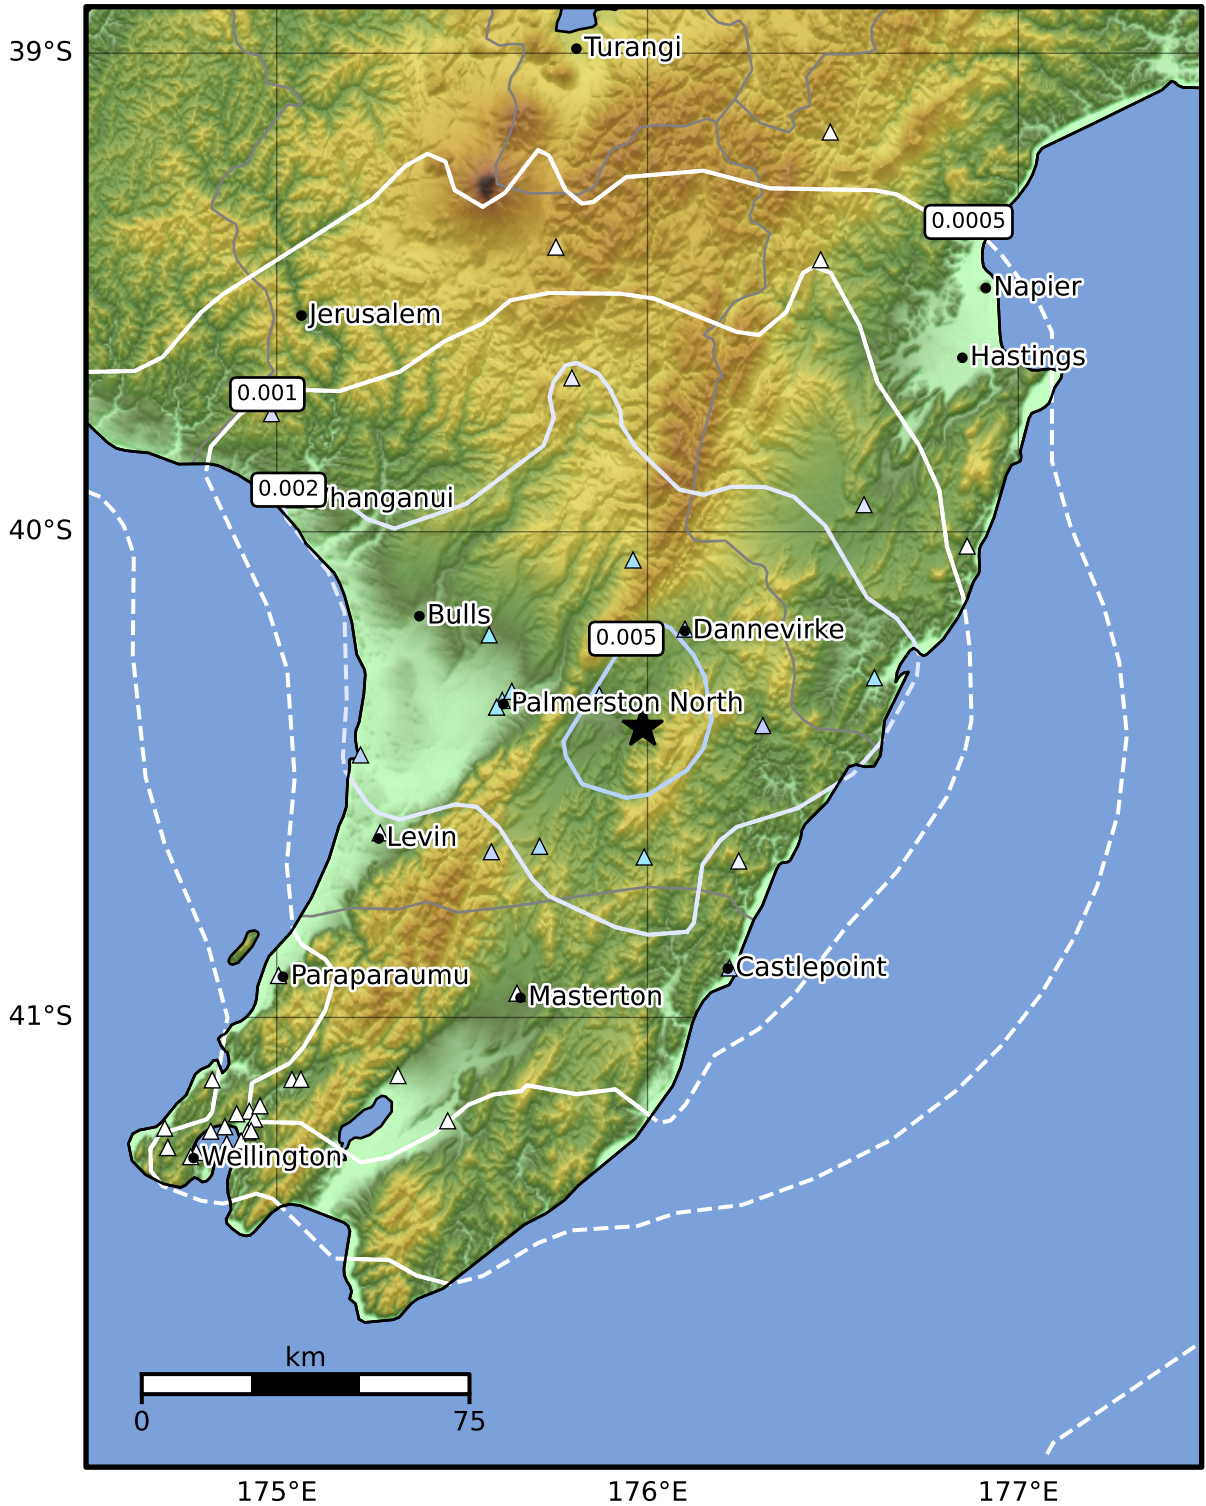 39°S
Turangi
0.0005
Napier
Jerusalem
Hastings
0.001
0.002
hanganui
40°S
Bulls
Dannevirke
0.005
Palmerston North
Levin
Castlepoint
Paraparaumu
Masterton
41°S
Wellington
km
0 75
175°E 176°E 177°E